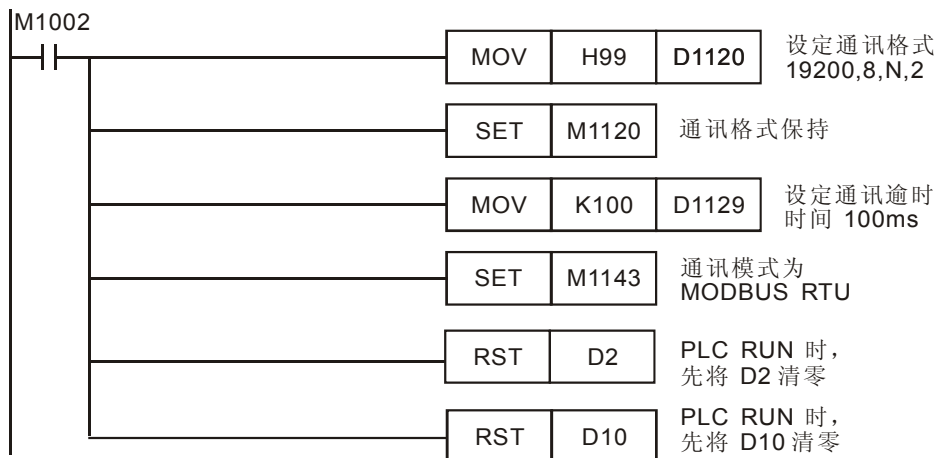 M1002
MOV H99 D1120 设定通讯格式
19200,8,N,2
SET M1120 通讯格式保持
MOV K100 D1129 设定通讯逾时
时间 100ms
SET M1143 通讯模式为
MODBUS RTU
RST D2 PLC RUN 时，
先将 D2 清零
RST D10 PLC RUN 时，
先将 D10 清零